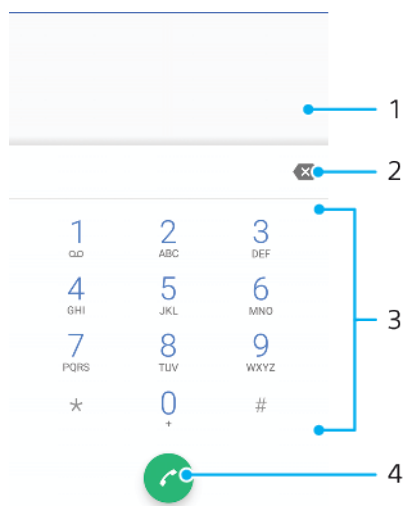 1
2
1 2 3
ABC DEF
4 5 6
GHI JKL MNO
3
7 8 9
PQRS TUV WXYZ
* 0 #
+
4